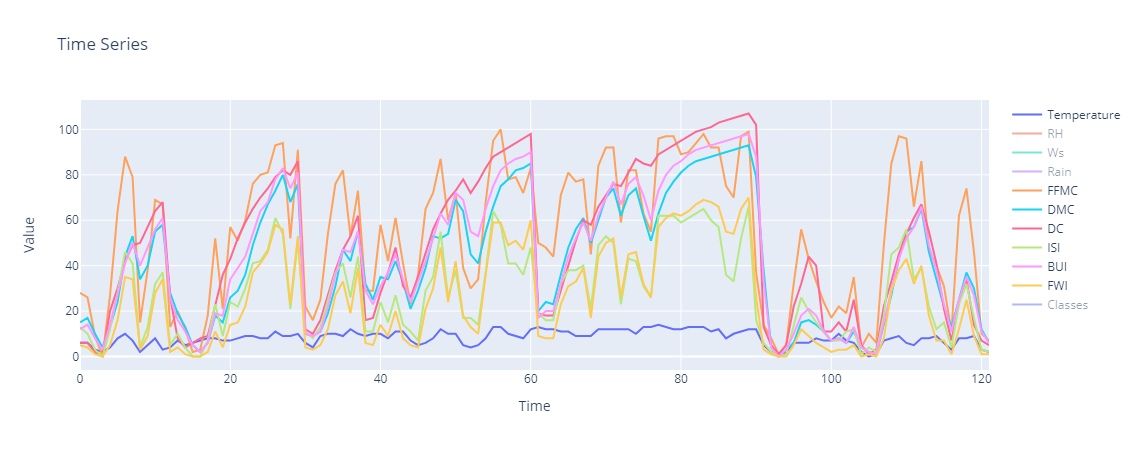 Time Series
Value
100
80
60
40
20
0
0 20 40 60 80 100 120
Time
Temperature
RH
Ws
Rain
FFMC
DMC
DC
ISI
BUI
FWI
Classes